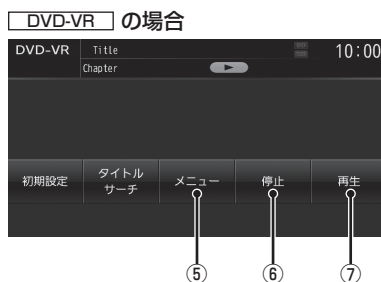 DVD-VR の場合
DVD-VR Title 10:00
Chapter
初期設定 タイトル サーチ メニュー 停止 再生
⑤ ⑥ ⑦